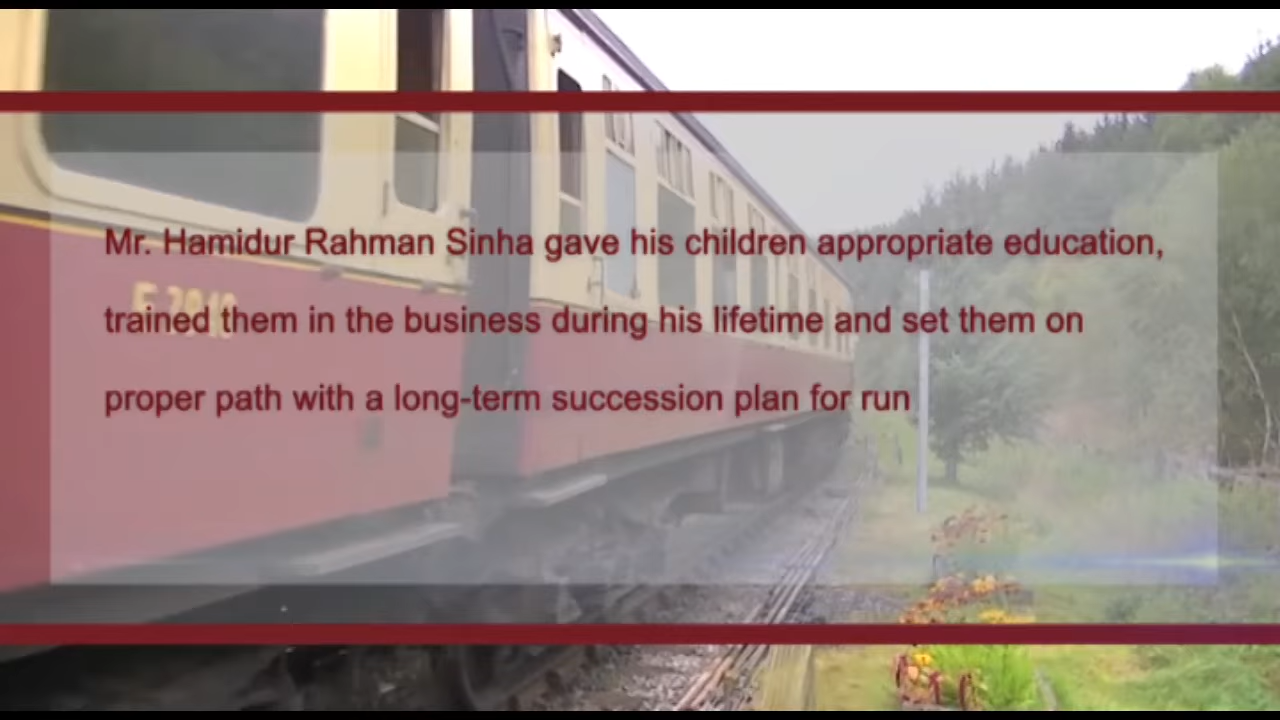 Mr. Hamidur Rahman Sinha gave his children appropriate education,
trained them in the business during his lifetime and set them on
proper path with a long-term succession plan for run